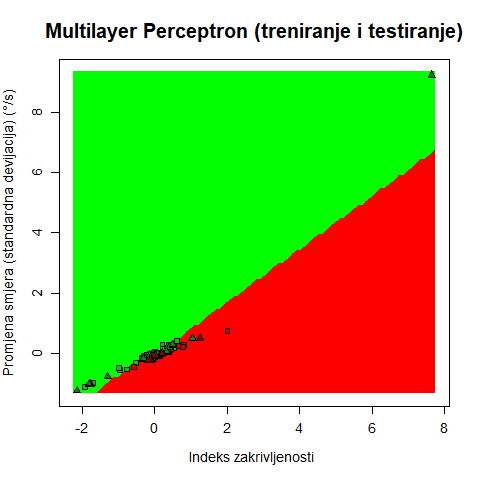 Multilayer Perceptron (treniranje i testiranje)
Promjena smjera (standardna devijacija) (°/s)
8
6
4
2
0
-2 0 2 4 6 8
Indeks zakrivljenosti